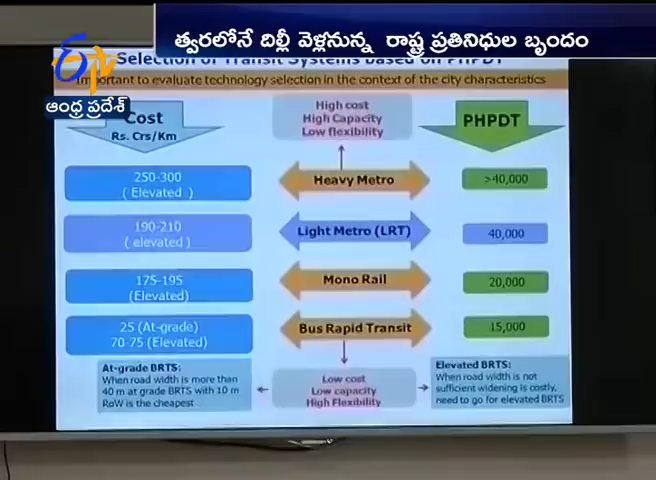 త్వరలోనే దిల్లీ వెళ్లనున్న రాష్ట్ర ప్రతినిధుల బృందం
Selection of Transit Systems based on PHPDT
ఆంధ్ర ప్రదేశ్
Important to evaluate technology selection in the context of the city characteristics
Cost
Rs. Crs/Km
High cost
High Capacity
Low flexibility
PHPDT
250-300
( Elevated )
Heavy Metro
>40,000
190-210
( elevated )
Light Metro (LRT)
40,000
175-195
(Elevated)
Mono Rail
20,000
25 (At-grade)
70-75 (Elevated)
Bus Rapid Transit
15,000
At-grade BRTS:
When road width is more than
40 m at grade BRTS with 10 m
RoW is the cheapest
Low cost
Low capacity
High Flexibility
Elevated BRTS:
When road width is not
sufficient widening is costly,
need to go for elevated BRTS